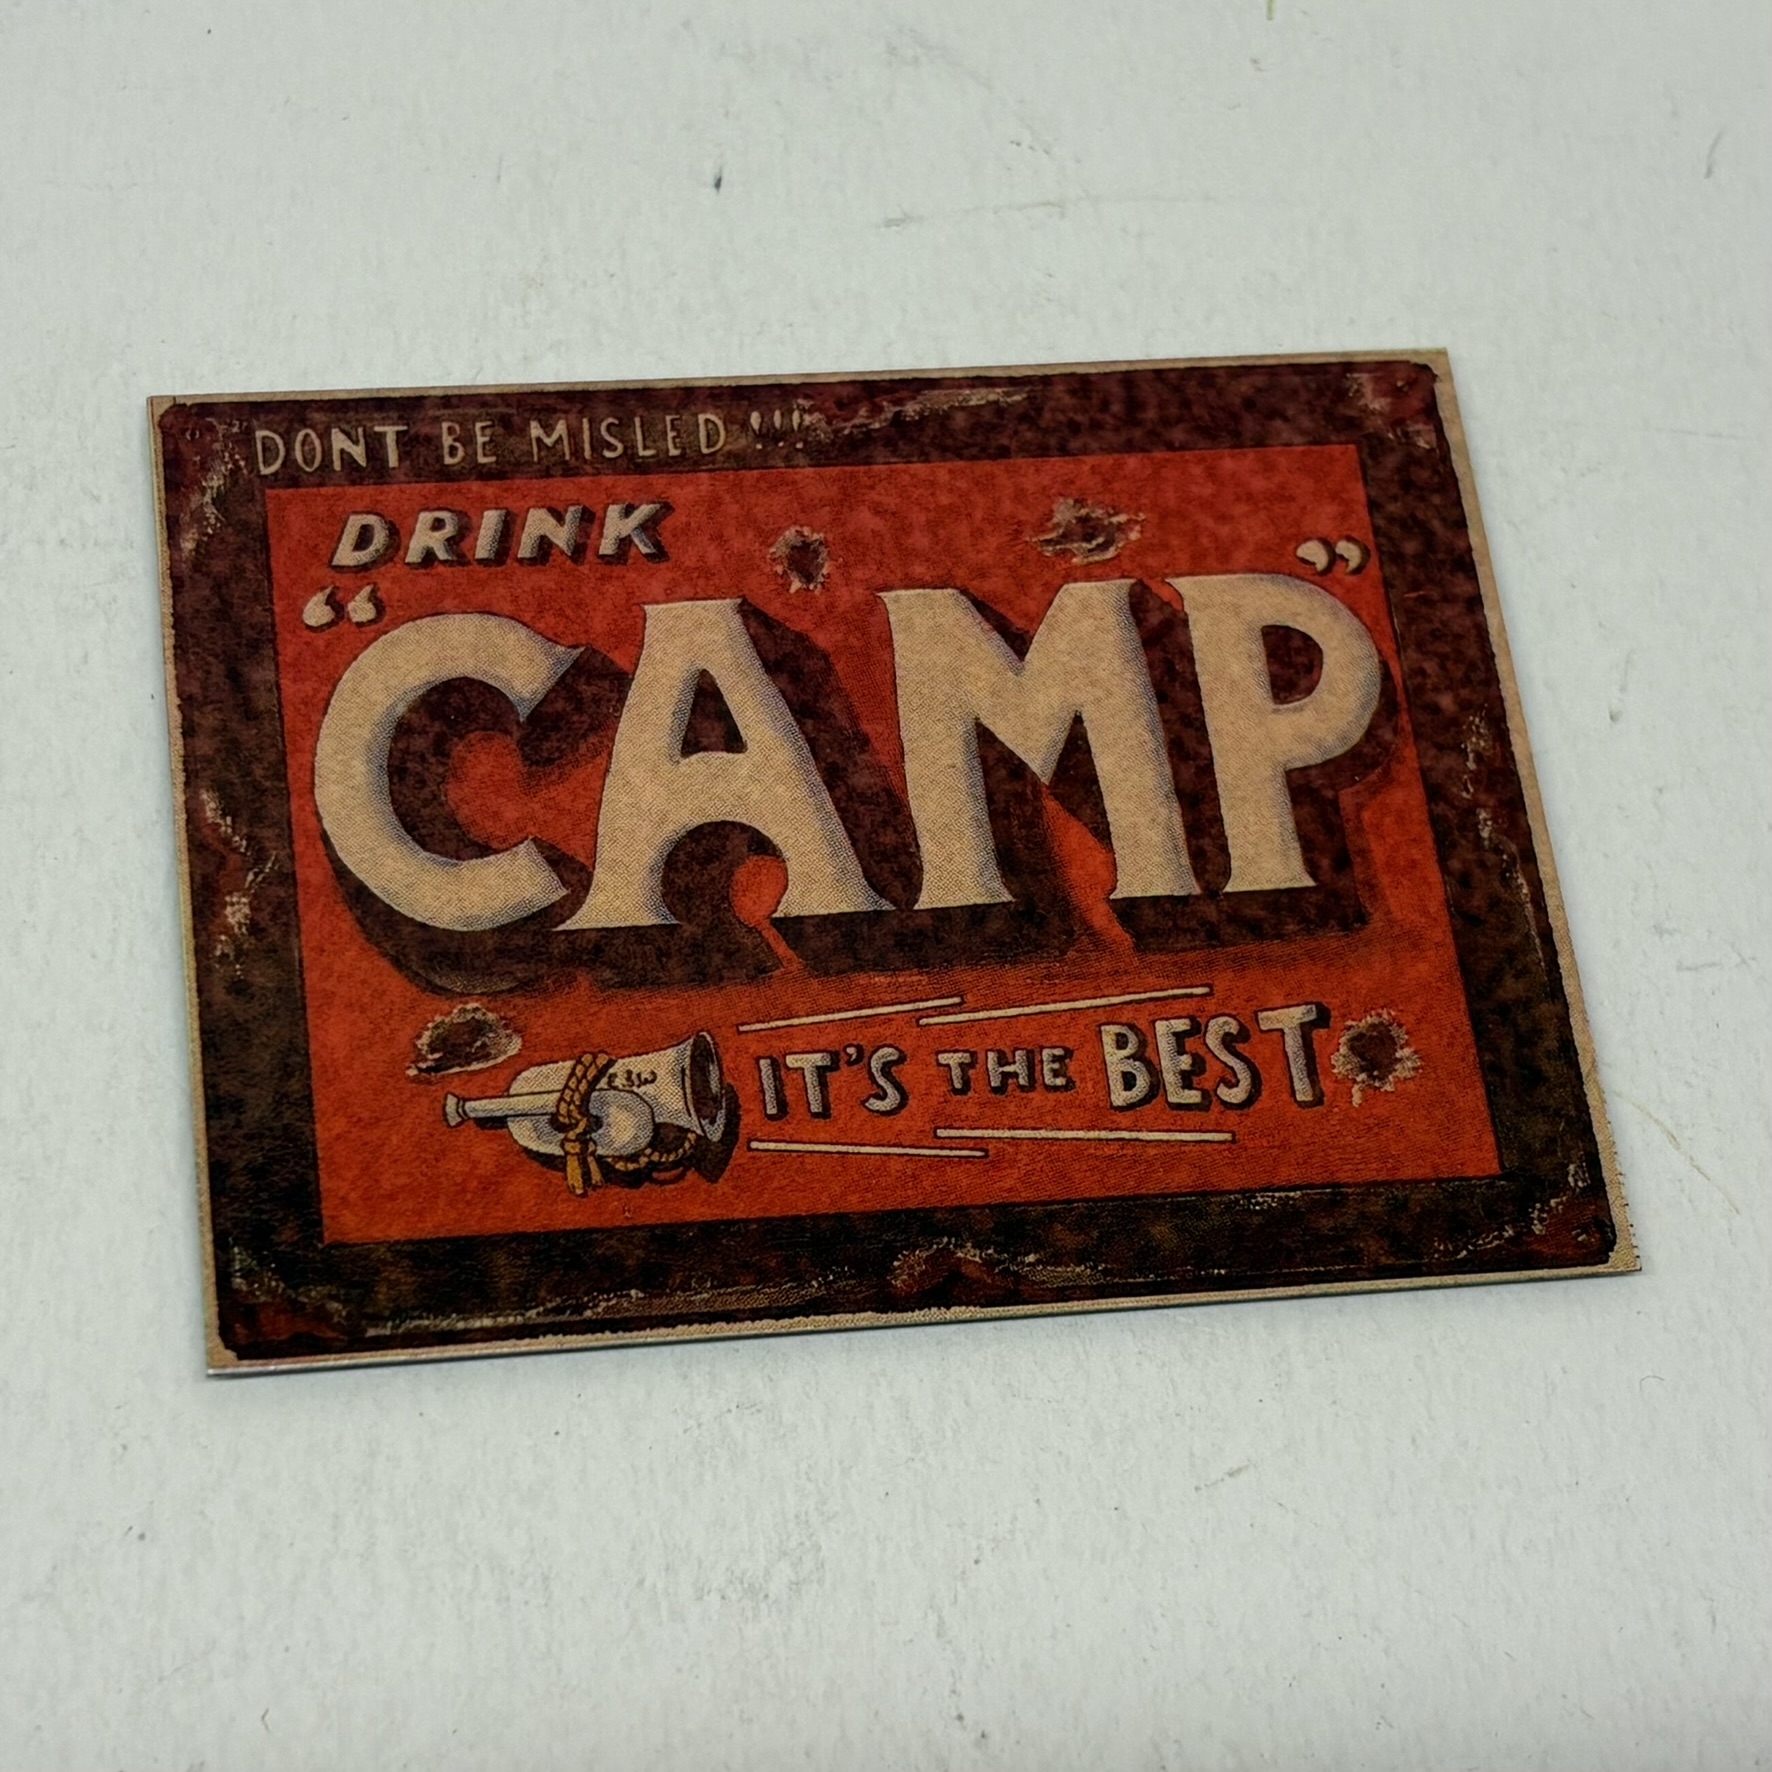 DONT BE MISLED !!!
DRINK
“CAMP”
IT'S THE BEST